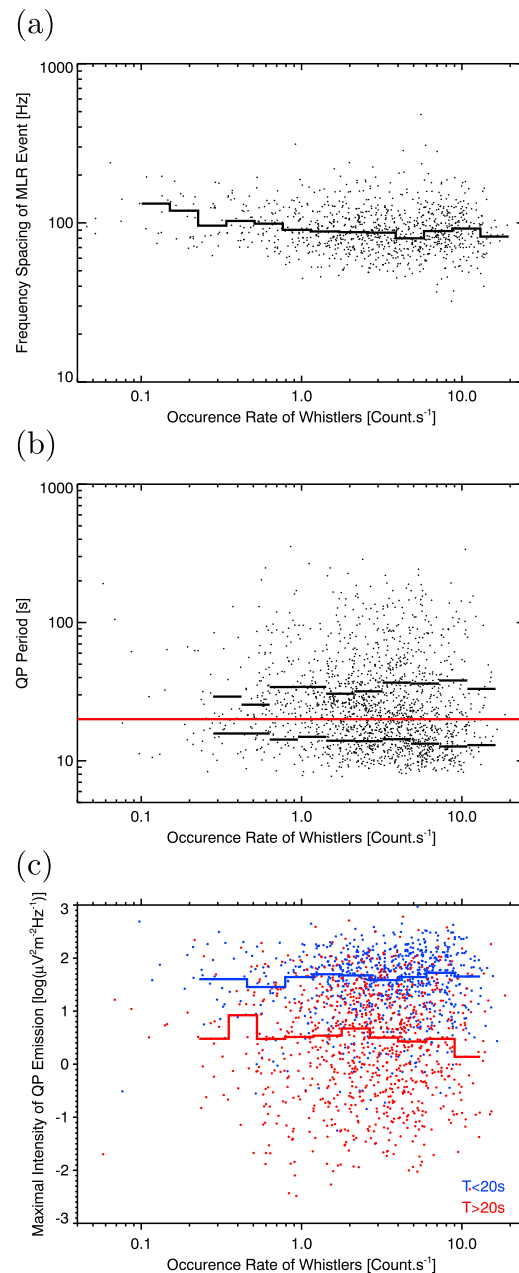 (a)
Frequency Spacing of MLR Event [Hz]
1000
100
10
0.1 1.0 10.0
Occurence Rate of Whistlers [Count.s⁻¹]
(b)
QP Period [s]
1000
100
10
0.1 1.0 10.0
Occurence Rate of Whistlers [Count.s⁻¹]
(c)
Maximal Intensity of QP Emission [log(μV²m⁻²Hz⁻¹)]
3
2
1
0
-1
-2
-3
T<20s
T>20s
0.1 1.0 10.0
Occurence Rate of Whistlers [Count.s⁻¹]